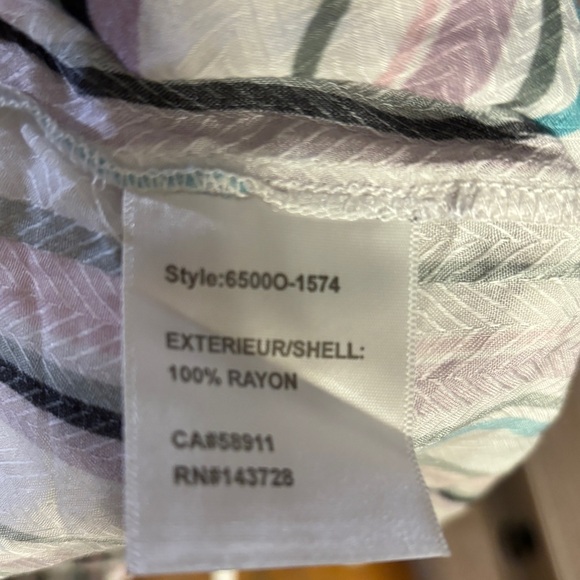 Style:6500O-1574
EXTERIEUR/SHELL:
100% RAYON
CA#58911
RN#143728